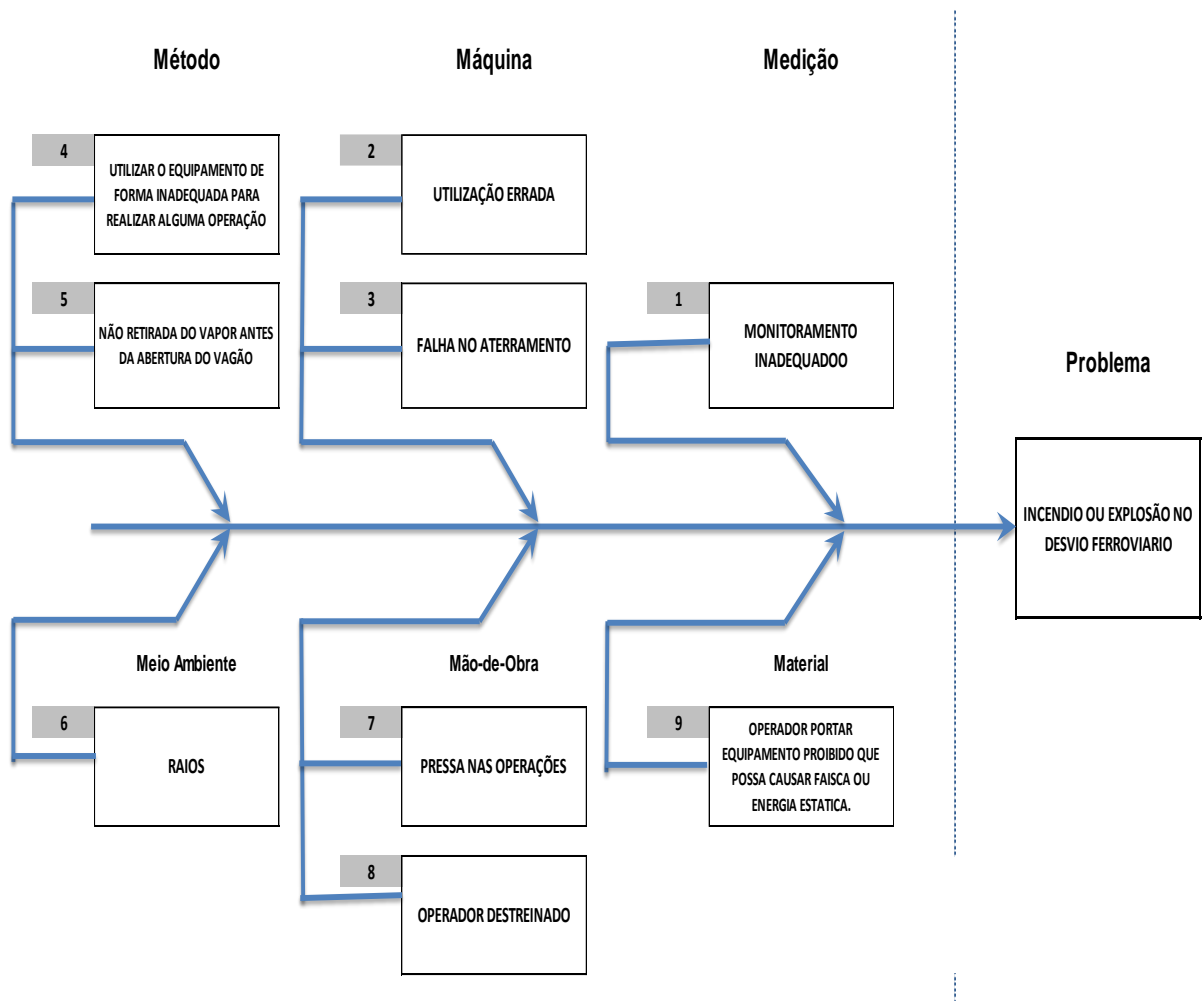 Método
Máquina
Medição
4
UTILIZAR O EQUIPAMENTO DE
FORMA INADEQUADA PARA
REALIZAR ALGUMA OPERAÇÃO
2
UTILIZAÇÃO ERRADA
5
NÃO RETIRADA DO VAPOR ANTES
DA ABERTURA DO VAGÃO
3
FALHA NO ATERRAMENTO
1
MONITORAMENTO
INADEQUADOO
Problema
INCENDIO OU EXPLOSÃO NO
DESVIO FERROVIARIO
Meio Ambiente
Mão-de-Obra
Material
6
RAIOS
7
PRESSA NAS OPERAÇÕES
9
OPERADOR PORTAR
EQUIPAMENTO PROIBIDO QUE
POSSA CAUSAR FAISCA OU
ENERGIA ESTATICA.
8
OPERADOR DESTREINADO